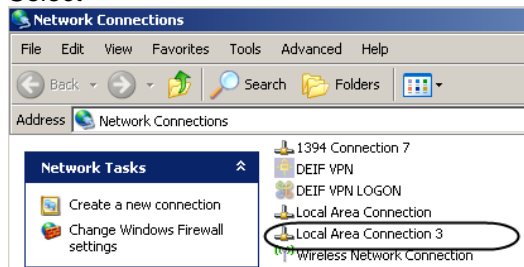 Select
Network Connections
File Edit View Favorites Tools Advanced Help
Back Search Folders
Address Network Connections
Network Tasks
Create a new connection
Change Windows Firewall
settings
1394 Connection 7
DEIF VPN
DEIF VPN LOGON
Local Area Connection
Local Area Connection 3
Wireless Network Connection